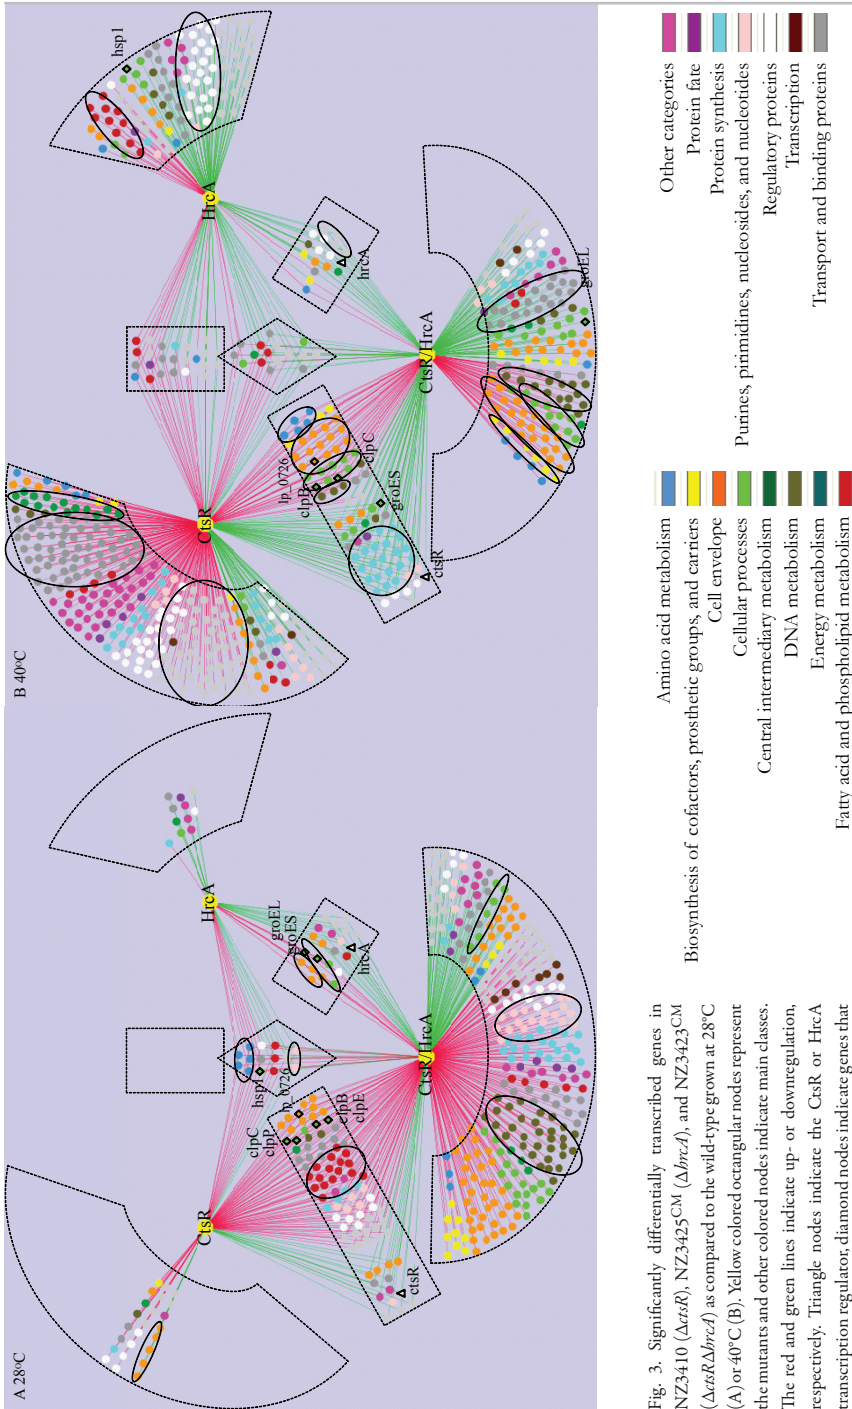 A 28°C
CtsR
HrcA
CtsR/HrcA
clpC
clpP
hsp1
lp_0726
clpB
clpE
groEL
groES
hrcA
ctsR
B 40°C
CtsR
HrcA
CtsR/HrcA
hsp1
hrcA
lp_0726
clpB
clpC
groES
ctsR
groEL
Fig. 3. Significantly differentially transcribed genes in
NZ3410 (ΔctsR), NZ3425CM (ΔhrcA), and NZ3423CM
(ΔctsRΔhrcA) as compared to the wild-type grown at 28°C
(A) or 40°C (B). Yellow colored octangular nodes represent
the mutants and other colored nodes indicate main classes.
The red and green lines indicate up- or downregulation,
respectively. Triangle nodes indicate the CtsR or HrcA
transcription regulator, diamond nodes indicate genes that
Amino acid metabolism
Biosynthesis of cofactors, prosthetic groups, and carriers
Cell envelope
Cellular processes
Central intermediary metabolism
DNA metabolism
Energy metabolism
Fatty acid and phospholipid metabolism
Other categories
Protein fate
Protein synthesis
Purines, pirimidines, nucleosides, and nucleotides
Regulatory proteins
Transcription
Transport and binding proteins